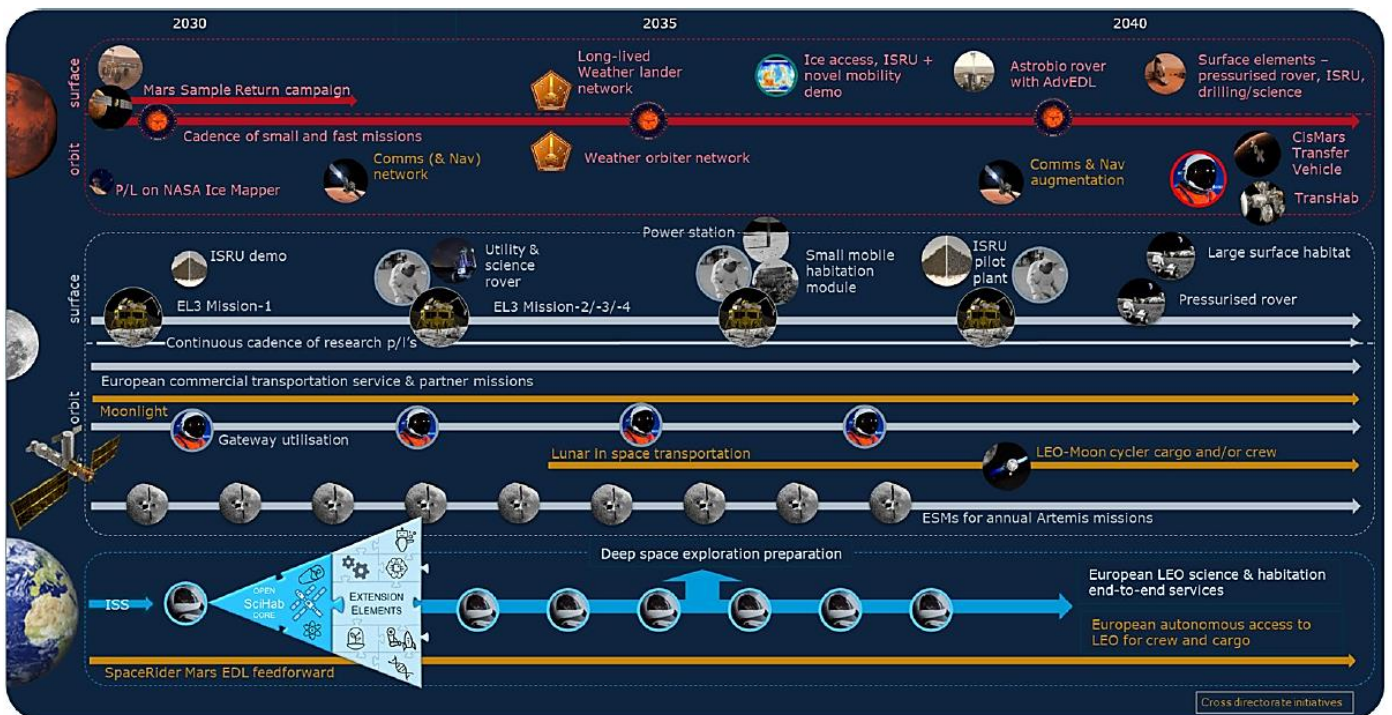 2030
2035
2040
surface
Mars Sample Return campaign
Long-lived
Weather lander
network
Ice access, ISRU +
novel mobility
demo
Astrobio rover
with AdvEDL
Surface elements –
pressurised rover, ISRU,
drilling/science
Cadence of small and fast missions
orbit
P/L on NASA Ice Mapper
Comms (& Nav)
network
Weather orbiter network
Comms & Nav
augmentation
CisMars
Transfer
Vehicle
TransHab
surface
ISRU demo
EL3 Mission-1
Utility &
science
rover
EL3 Mission-2/-3/-4
Power station
Small mobile
habitation
module
ISRU
pilot
plant
Large surface habitat
Pressurised rover
Continuous cadence of research p/l's
European commercial transportation service & partner missions
orbit
Moonlight
Gateway utilisation
Lunar in space transportation
LEO-Moon cycler cargo and/or crew
ESMs for annual Artemis missions
ISS
OPEN
SciHab
CORE
EXTENSION
ELEMENTS
Deep space exploration preparation
European LEO science & habitation
end-to-end services
European autonomous access to
LEO for crew and cargo
SpaceRider Mars EDL feedforward
Cross directorate initiatives